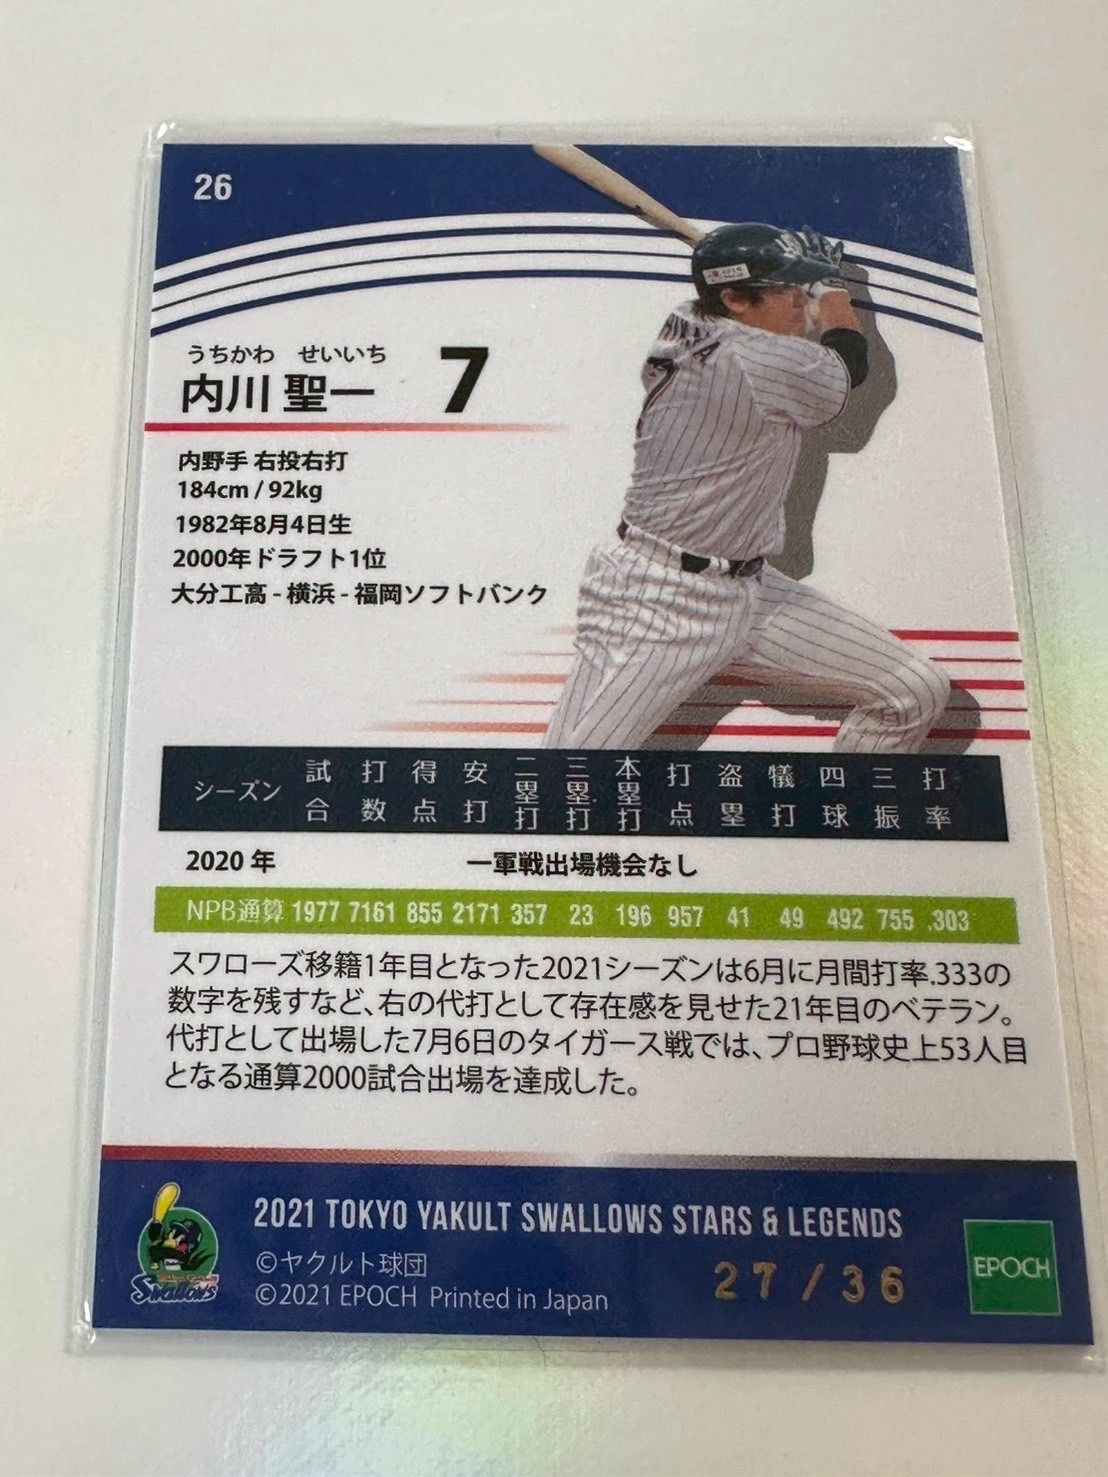 26
うちかわ せいいち
内川 聖一 7
内野手 右投右打
184cm / 92kg
1982年8月4日生
2000年ドラフト1位
大分工高 - 横浜 - 福岡ソフトバンク
シーズン 試合 打数 得点 安打 二塁打 三塁打 本塁打 打点 盗塁 犠打 四球 三振 打率
2020 年 一軍戦出場機会なし
NPB通算 1977 7161 855 2171 357 23 196 957 41 49 492 755 .303
スワローズ移籍1年目となった2021シーズンは6月に月間打率.333の
数字を残すなど、右の代打として存在感を見せた21年目のベテラン。
代打として出場した7月6日のタイガース戦では、プロ野球史上53人目
となる通算2000試合出場を達成した。
2021 TOKYO YAKULT SWALLOWS STARS & LEGENDS
©ヤクルト球団
©2021 EPOCH Printed in Japan
27/36
EPOCH
Swallows